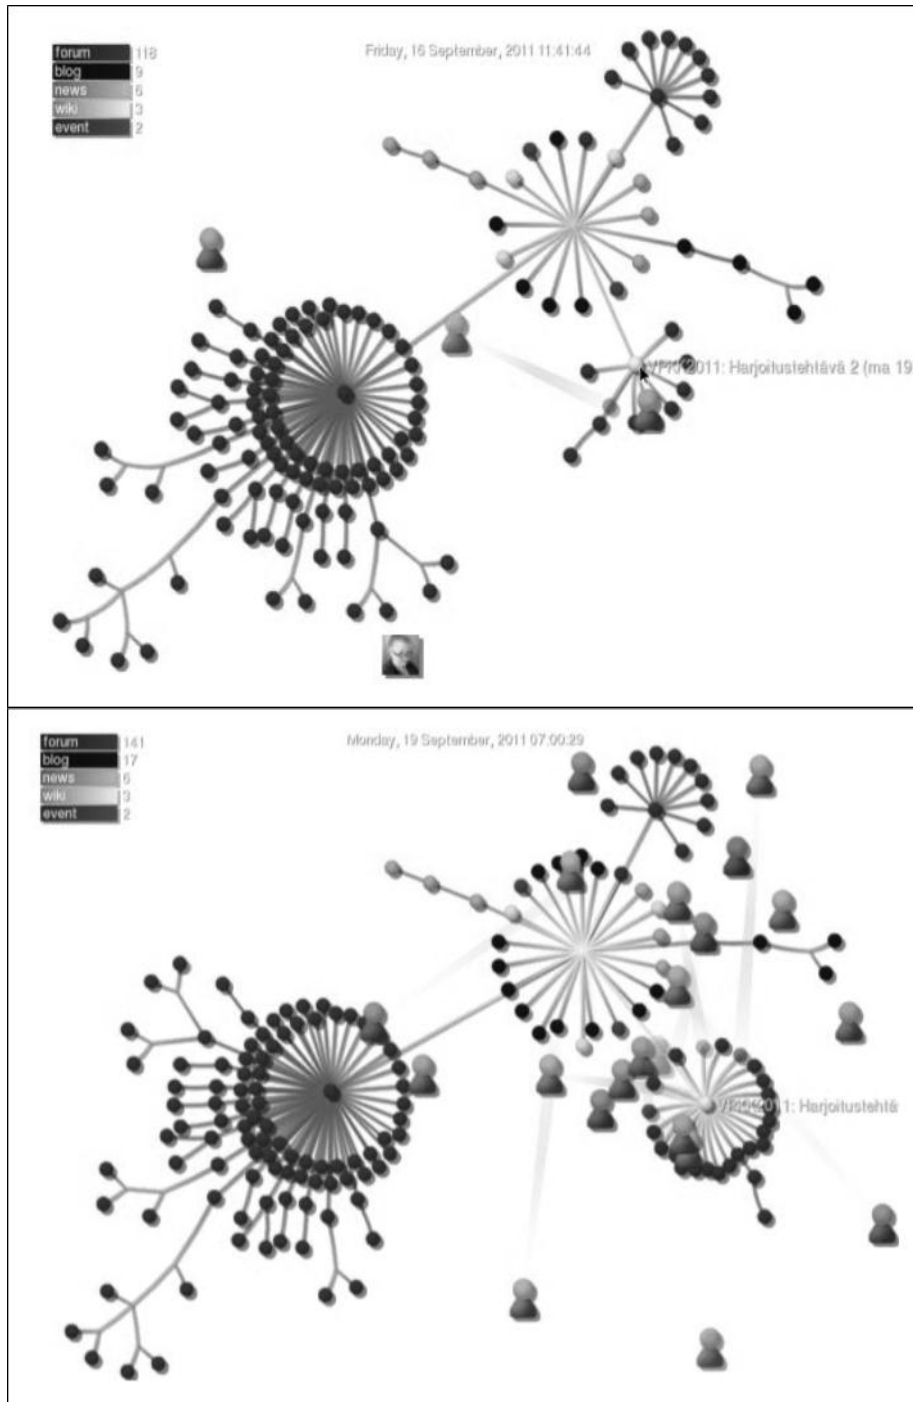 forum 118
blog 9
news 6
wiki 3
event 2
Friday, 16 September, 2011 11:41:44
2011: Harjoitustehtävä 2 (ma 19
forum 141
blog 17
news 6
wiki 3
event 2
Monday, 19 September, 2011 07:00:29
2011: Harjoitustehtä